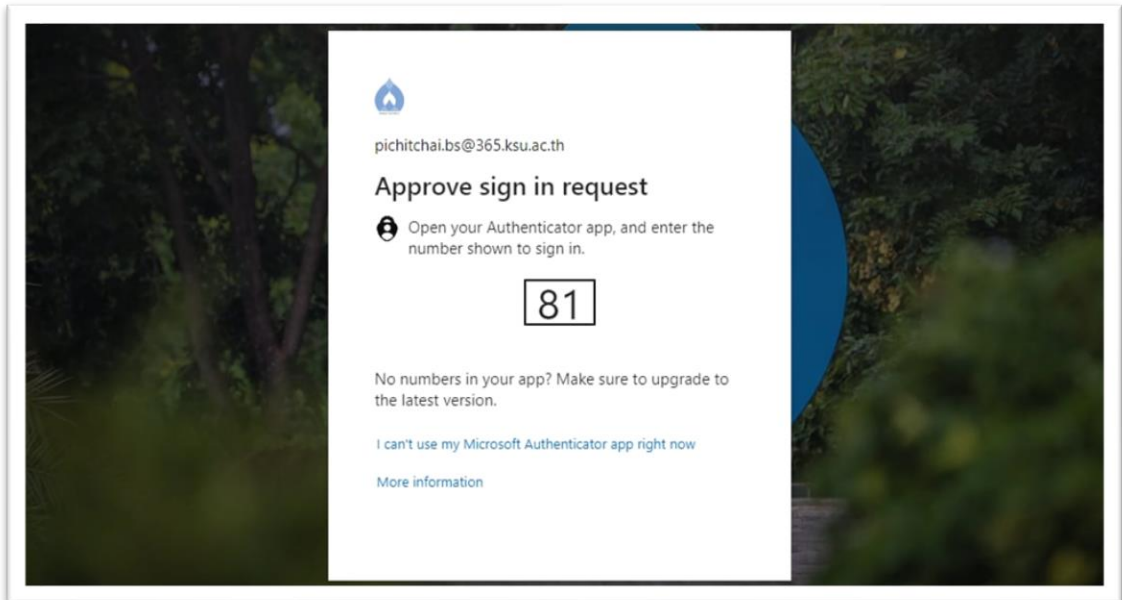 pichitchai.bs@365.ksu.ac.th
Approve sign in request
Open your Authenticator app, and enter the
number shown to sign in.
81
No numbers in your app? Make sure to upgrade to
the latest version.
I can't use my Microsoft Authenticator app right now
More information